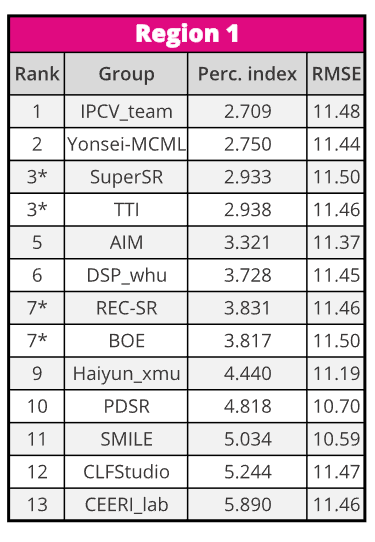 Region 1
Rank Group Perc. index RMSE
1 IPCV_team 2.709 11.48
2 Yonsei-MCML 2.750 11.44
3* SuperSR 2.933 11.50
3* TTI 2.938 11.46
5 AIM 3.321 11.37
6 DSP_whu 3.728 11.45
7* REC-SR 3.831 11.46
7* BOE 3.817 11.50
9 Haiyun_xmu 4.440 11.19
10 PDSR 4.818 10.70
11 SMILE 5.034 10.59
12 CLFStudio 5.244 11.47
13 CEERI_lab 5.890 11.46